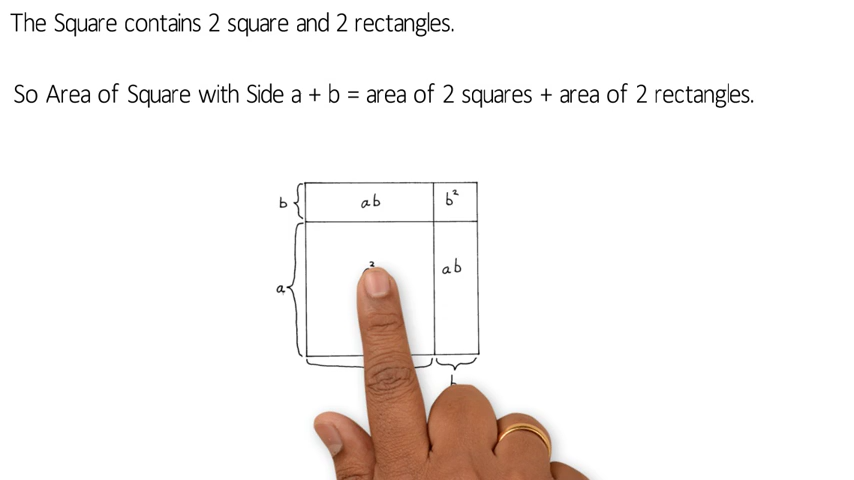 The Square contains 2 square and 2 rectangles.
So Area of Square with Side a + b = area of 2 squares + area of 2 rectangles.
b
ab
b²
a
ab